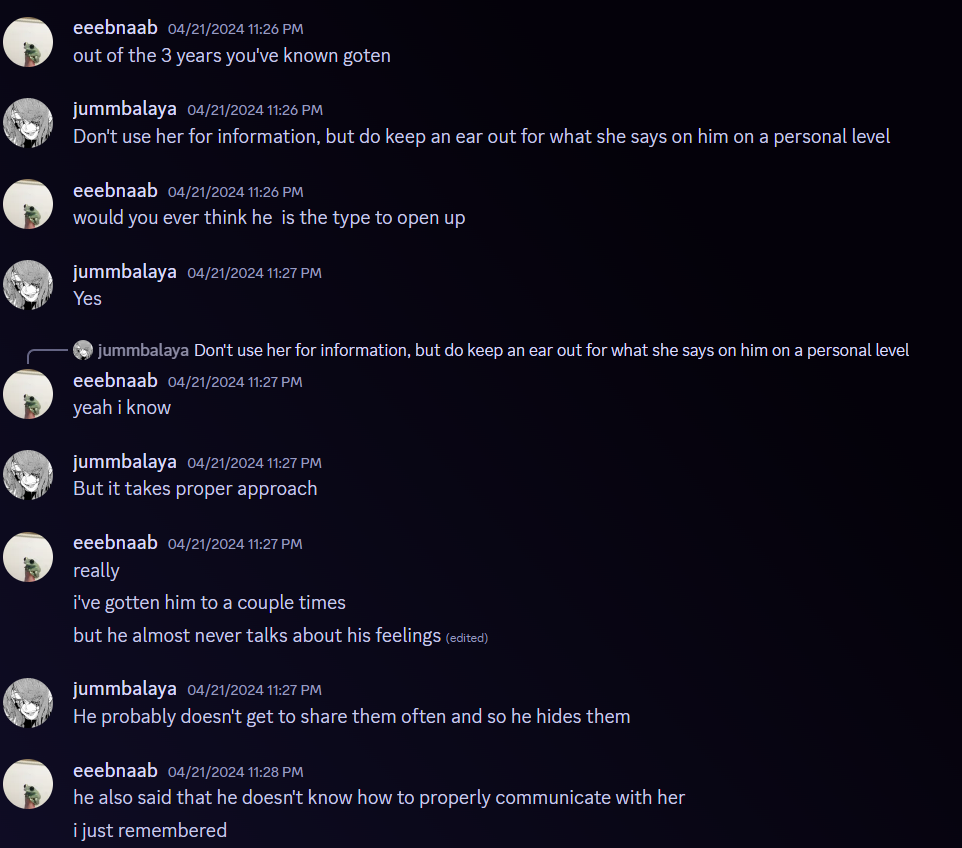 eeebnaab 04/21/2024 11:26 PM
out of the 3 years you've known goten
jummbalaya 04/21/2024 11:26 PM
Don't use her for information, but do keep an ear out for what she says on him on a personal level
eeebnaab 04/21/2024 11:26 PM
would you ever think he  is the type to open up
jummbalaya 04/21/2024 11:27 PM
Yes
jummbalaya Don't use her for information, but do keep an ear out for what she says on him on a personal level
eeebnaab 04/21/2024 11:27 PM
yeah i know
jummbalaya 04/21/2024 11:27 PM
But it takes proper approach
eeebnaab 04/21/2024 11:27 PM
really
i've gotten him to a couple times
but he almost never talks about his feelings (edited)
jummbalaya 04/21/2024 11:27 PM
He probably doesn't get to share them often and so he hides them
eeebnaab 04/21/2024 11:28 PM
he also said that he doesn't know how to properly communicate with her
i just remembered